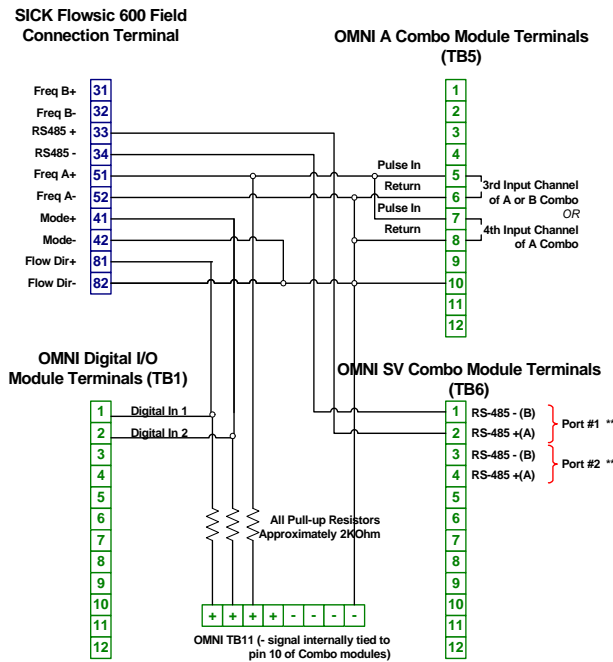 SICK Flowsic 600 Field
Connection Terminal
OMNI A Combo Module Terminals
(TB5)
Freq B+ 31
Freq B- 32
RS485 + 33
RS485 - 34
Freq A+ 51
Freq A- 52
Mode+ 41
Mode- 42
Flow Dir+ 81
Flow Dir- 82
1
2
3
4
Pulse In 5
Return 6
Pulse In 7
Return 8
9
10
11
12
3rd Input Channel
of A or B Combo
OR
4th Input Channel
of A Combo
OMNI Digital I/O
Module Terminals (TB1)
1 Digital In 1
2 Digital In 2
3
4
5
6
7
8
9
10
11
12
OMNI SV Combo Module Terminals
(TB6)
1 RS-485 - (B)
2 RS-485 +(A)
Port #1 **
3 RS-485 - (B)
4 RS-485 +(A)
Port #2 **
5
6
7
8
9
10
11
12
All Pull-up Resistors
Approximately 2KOhm
+ + + + - - - -
OMNI TB11 (- signal internally tied to
pin 10 of Combo modules)